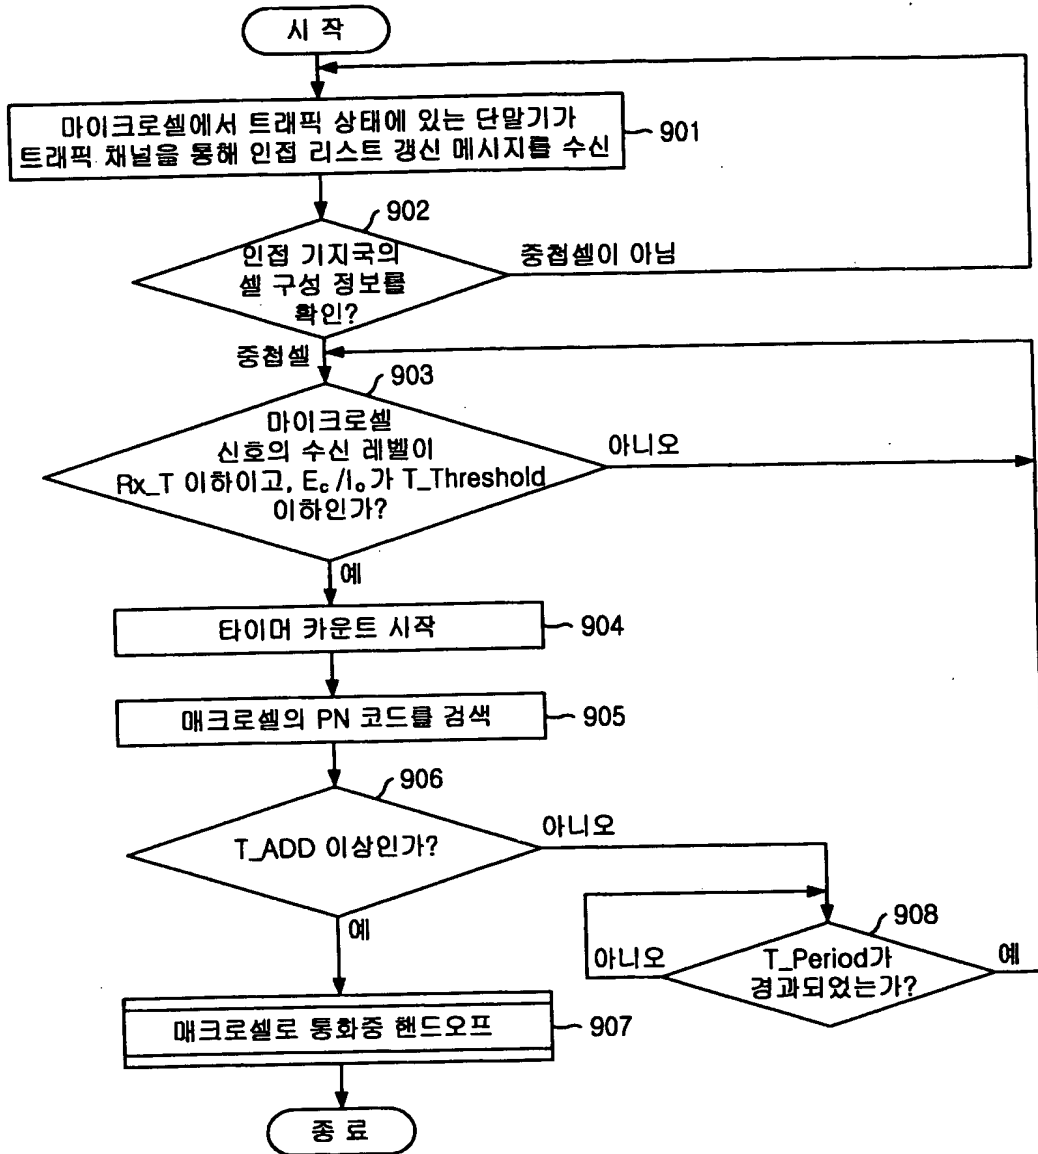 시 작
마이크로셀에서 트래픽 상태에 있는 단말기가
트래픽 채널을 통해 인접 리스트 갱신 메시지를 수신
901
902
인접 기지국의
셀 구성 정보를
확인?
중첩셀이 아님
중첩셀
903
마이크로셀
신호의 수신 레벨이
Rx_T 이하이고, Ec/Io가 T_Threshold
이하인가?
아니오
예
타이머 카운트 시작
904
매크로셀의 PN 코드를 검색
905
906
T_ADD 이상인가?
아니오
예
908
T_Period가
경과되었는가?
아니오
예
매크로셀로 통화중 핸드오프
907
종 료